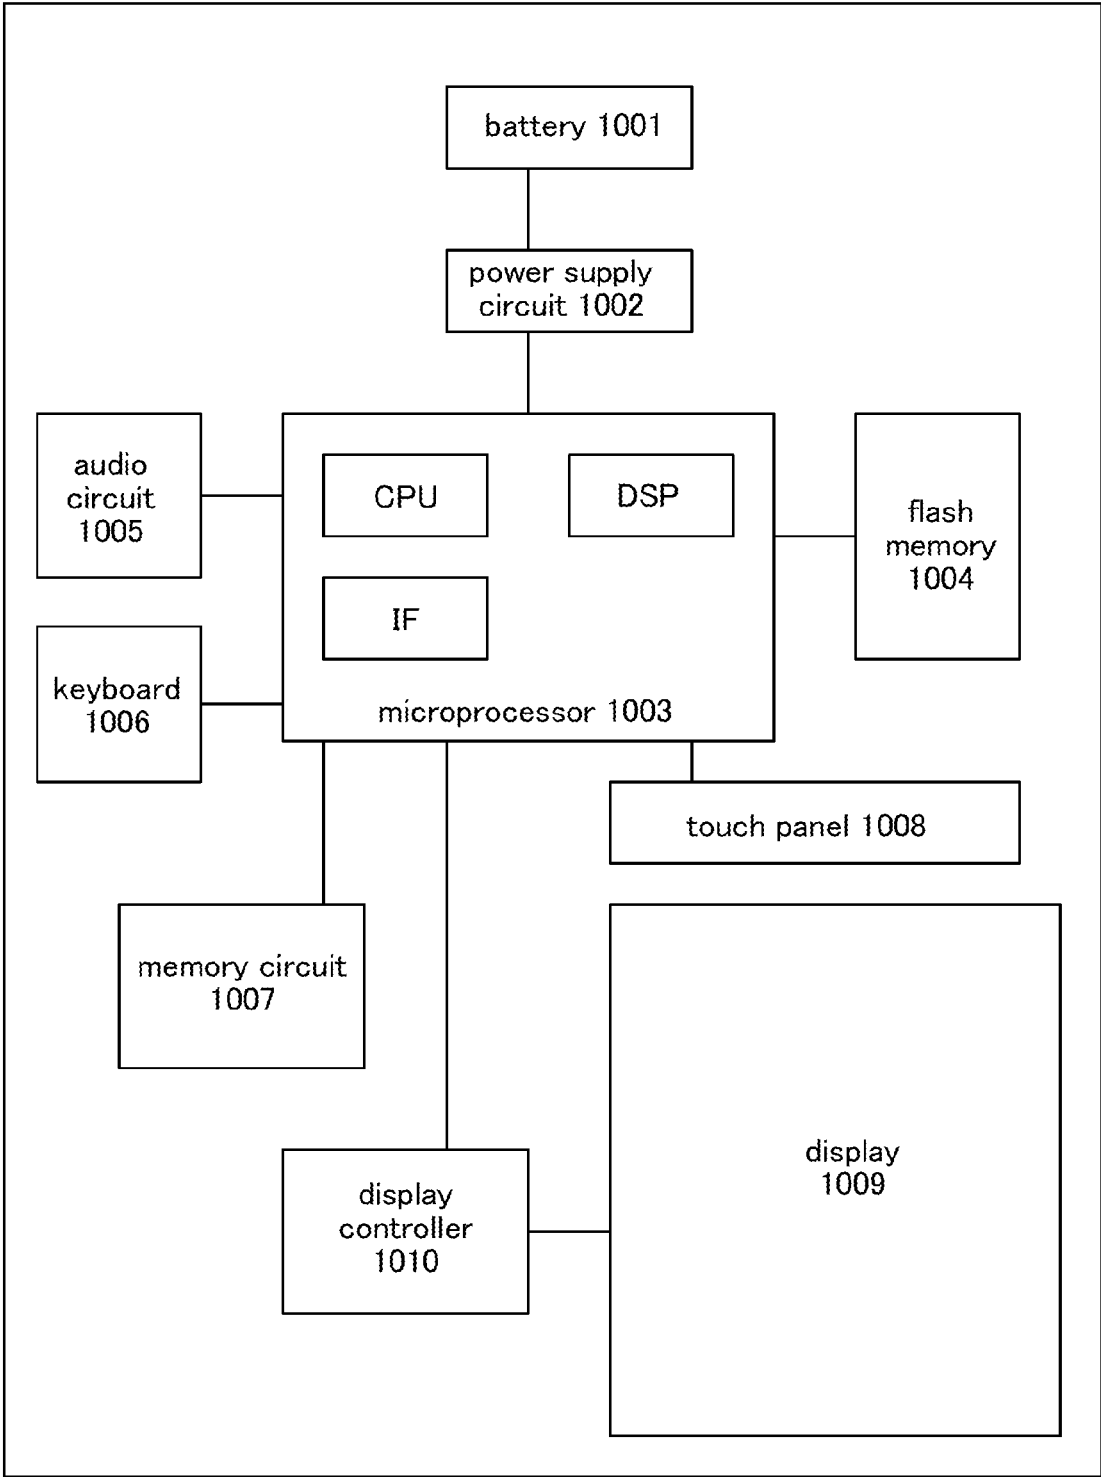 battery 1001
power supply
circuit 1002
audio
circuit
1005
CPU
DSP
flash
memory
1004
IF
keyboard
1006
microprocessor 1003
touch panel 1008
memory circuit
1007
display
1009
display
controller
1010